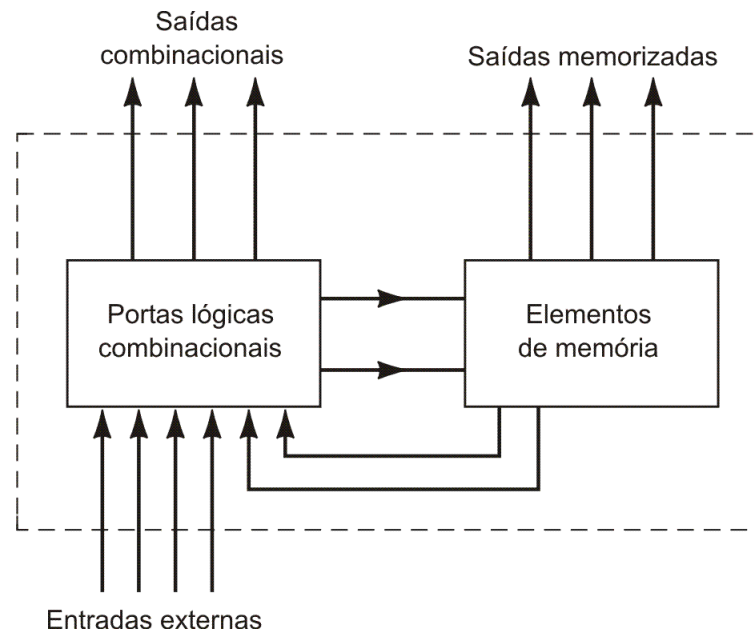 Saídas
combinacionais
Saídas memorizadas
Portas lógicas
combinacionais
Elementos
de memória
Entradas externas